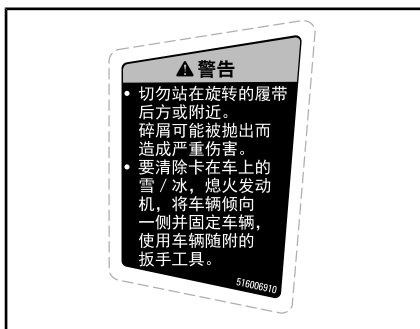 ⚠ 警告
• 切勿站在旋转的履带
后方或附近。
碎屑可能被抛出而
造成严重伤害。
• 要清除卡在车上的
雪 / 冰，熄火发动
机，将车辆倾向
一侧并固定车辆，
使用车辆随附的
扳手工具。
516006910